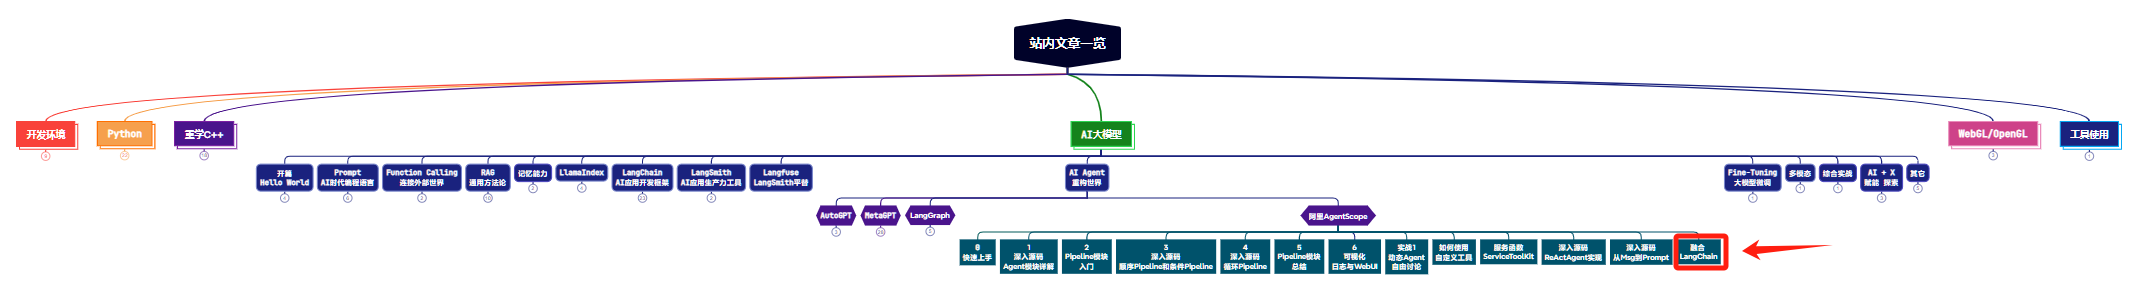 站内文章一览
开发环境
9
Python
重学C++
18
AI大模型
WebGL/OpenGL
2
工具使用
1
开篇
Hello World
4
Prompt
AI时代编程语言
6
Function Calling
连接外部世界
2
RAG
通用方法论
10
记忆能力
2
LlamaIndex
4
LangChain
AI应用开发框架
23
LangSmith
AI应用生产力工具
2
Langfuse
LangSmith平替
AI Agent
重构世界
Fine-Tuning
大模型微调
1
多模态
1
综合实战
1
AI + X
赋能 探索
3
其它
AutoGPT
3
MetaGPT
LangGraph
5
阿里AgentScope
0
快速上手
1
深入源码
Agent模块详解
2
Pipeline模块
入门
3
深入源码
顺序Pipeline和条件Pipeline
4
深入源码
循环Pipeline
5
Pipeline模块
总结
6
可视化
日志与WebUI
实战1
动态Agent
自由讨论
如何使用
自定义工具
服务函数
ServiceToolKit
深入源码
ReActAgent实现
深入源码
从Msg到Prompt
融合
LangChain